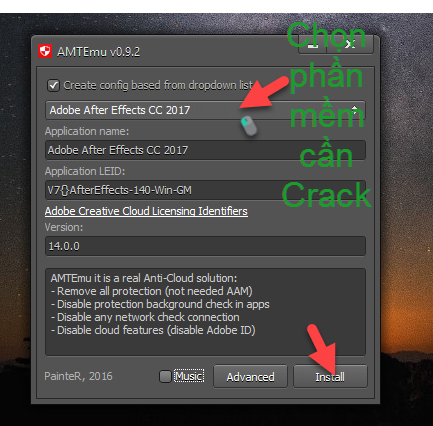 AMTEmu v0.9.2
Create config based from dropdown list
Adobe After Effects CC 2017
Application name:
Adobe After Effects CC 2017
Application LEID:
V7{}AfterEffects-140-Win-GM
Adobe Creative Cloud Licensing Identifiers
Version:
14.0.0
AMTEmu it is a real Anti-Cloud solution:
- Remove all protection (not needed AAM)
- Disable protection background check in apps
- Disable any network check connection
- Disable cloud features (disable Adobe ID)
PainteR, 2016
Music
Advanced
Install
Chọn
phần
mềm
cần
Crack